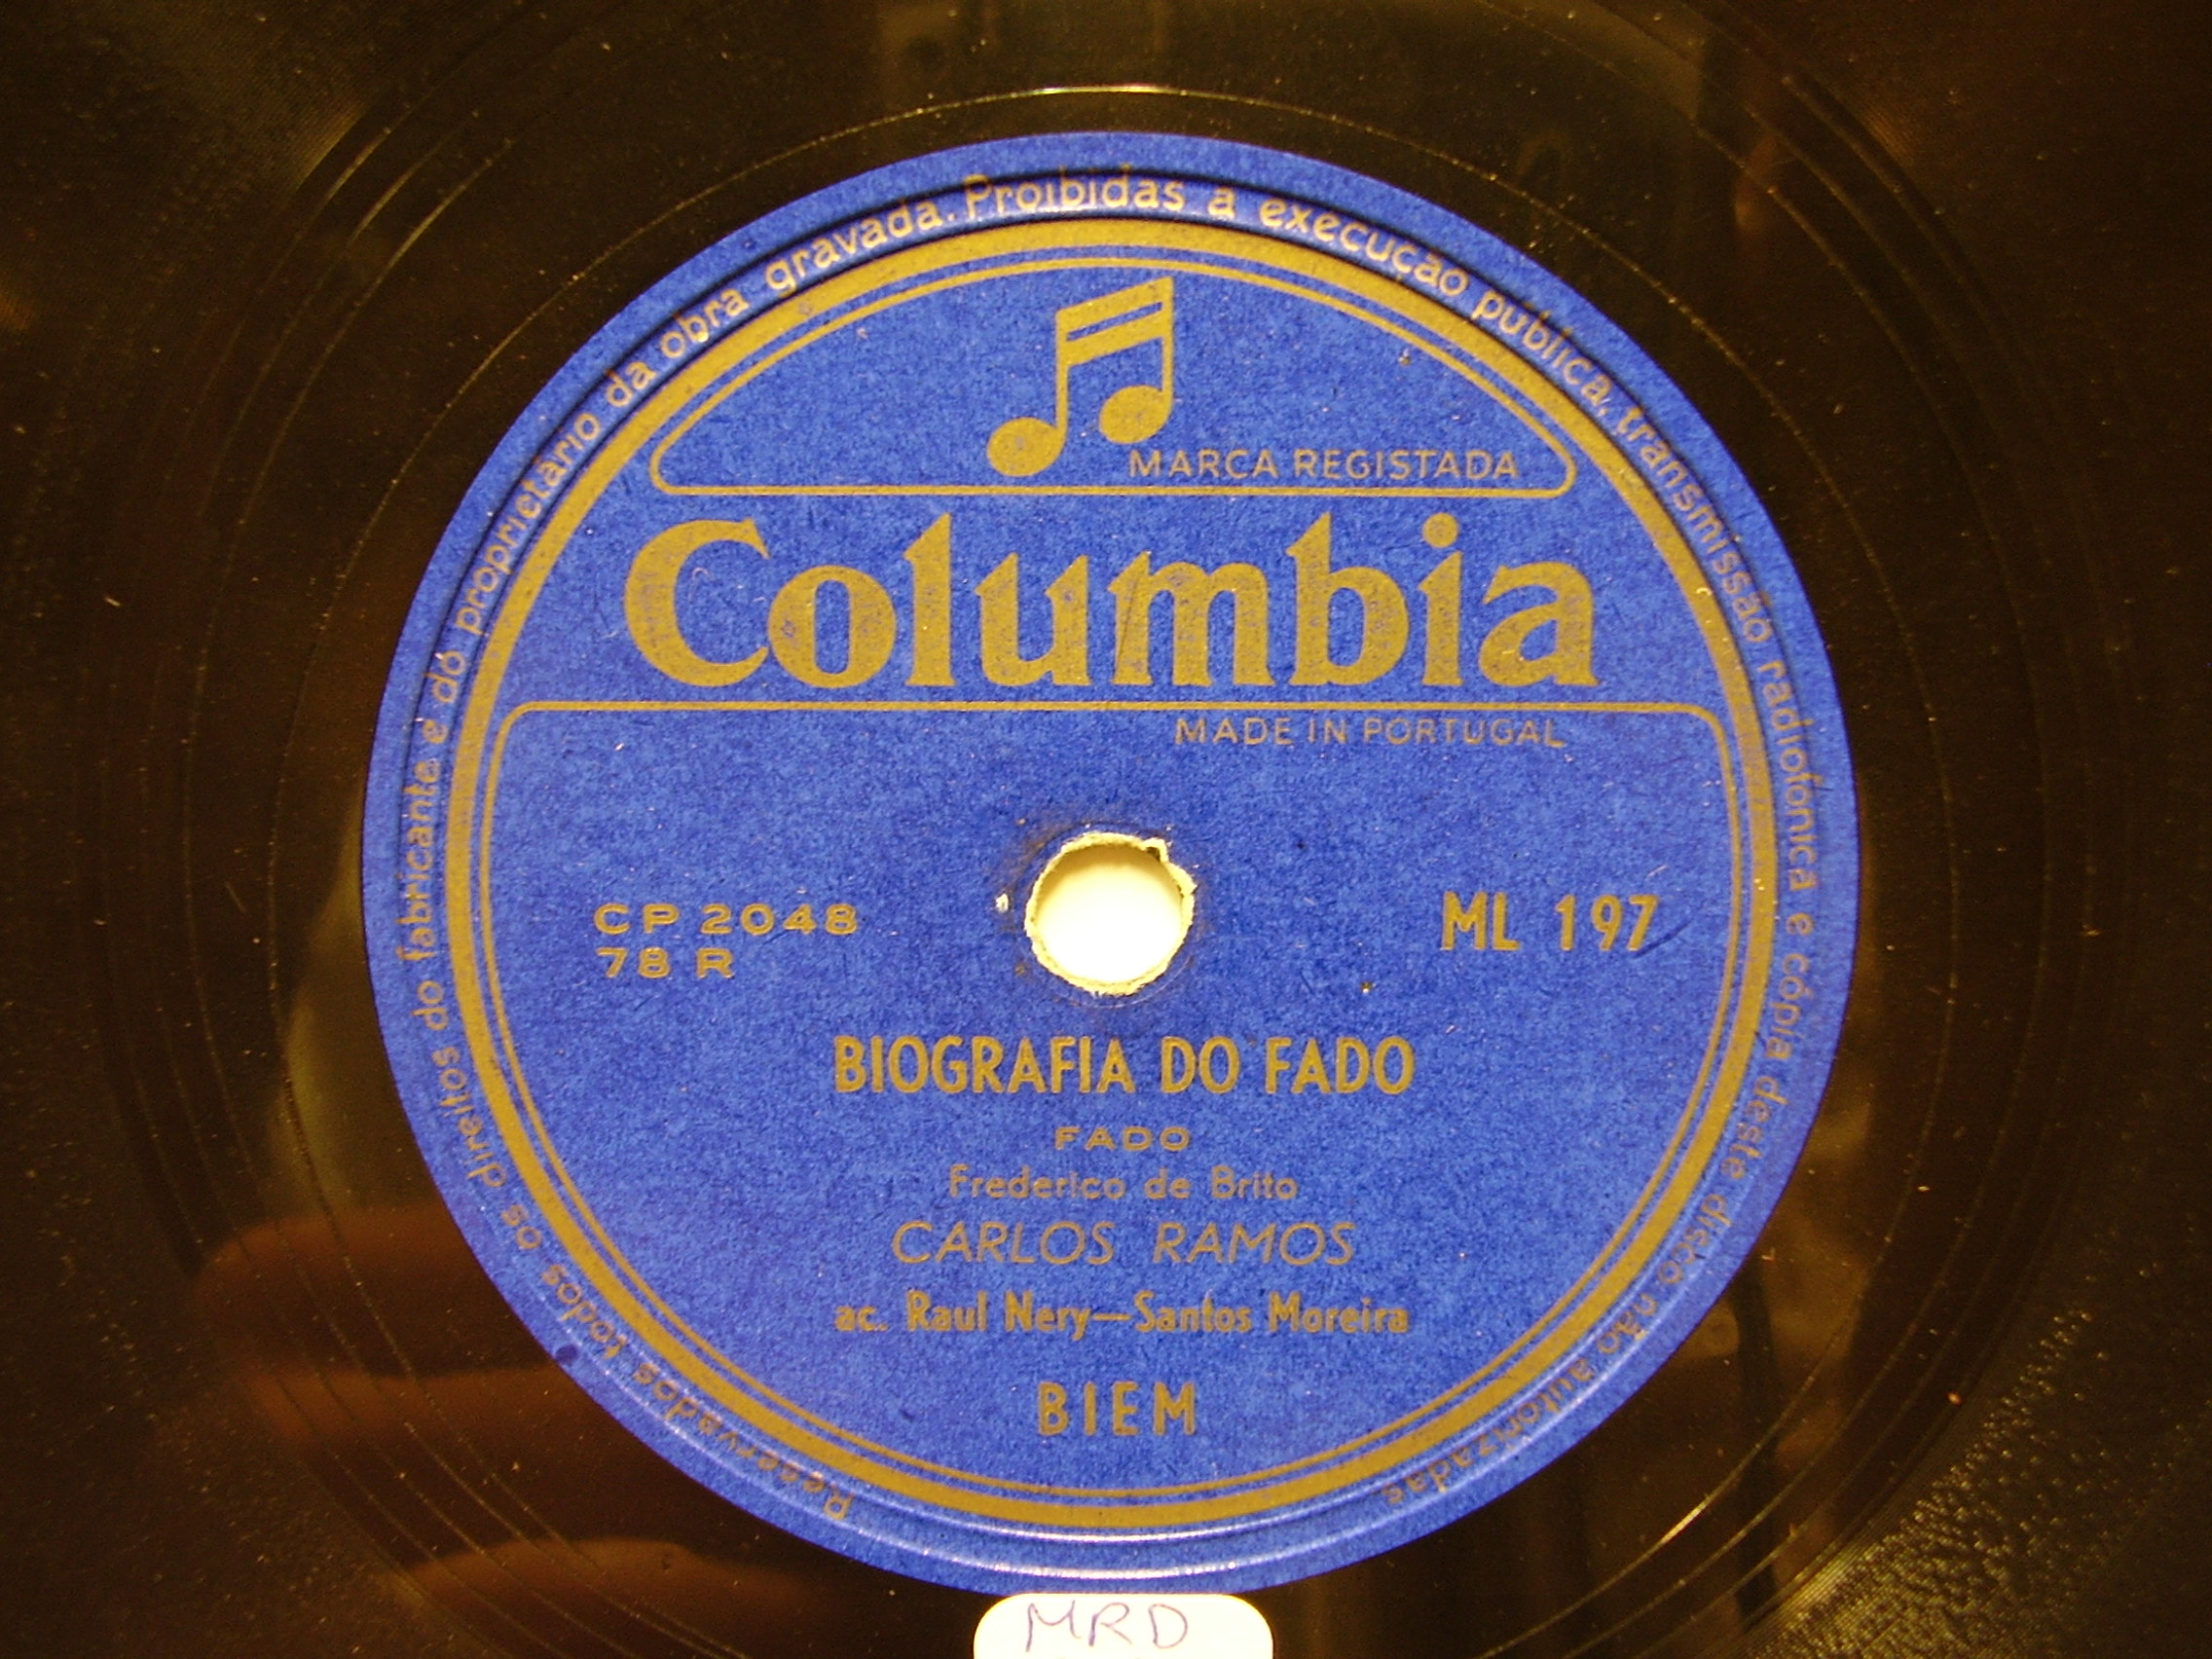 Reservados todos os direitos do fabricante e do proprietário da obra gravada. Proibidas a execução publica, transmissão radiofonica e cópia deste disco não autorizadas
MARCA REGISTADA
Columbia
MADE IN PORTUGAL
CP 2048
78 R
ML 197
BIOGRAFIA DO FADO
FADO
Frederico de Brito
CARLOS RAMOS
ac. Raul Nery—Santos Moreira
BIEM
MRD